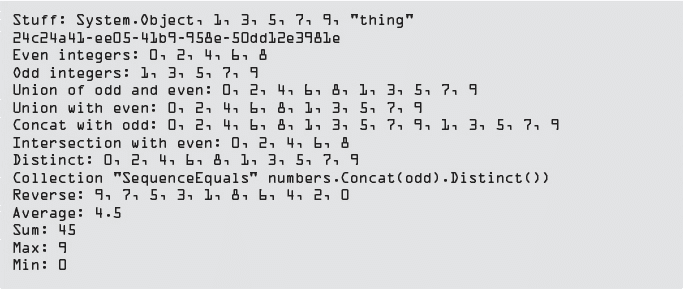 Stuff: System.Object, 1, 3, 5, 7, 9, "thing"
24c24a41-ee05-41b9-958e-50dd12e3981e
Even integers: 0, 2, 4, 6, 8
Odd integers: 1, 3, 5, 7, 9
Union of odd and even: 0, 2, 4, 6, 8, 1, 3, 5, 7, 9
Union with even: 0, 2, 4, 6, 8, 1, 3, 5, 7, 9
Concat with odd: 0, 2, 4, 6, 8, 1, 3, 5, 7, 9, 1, 3, 5, 7, 9
Intersection with even: 0, 2, 4, 6, 8
Distinct: 0, 2, 4, 6, 8, 1, 3, 5, 7, 9
Collection "SequenceEquals" numbers.Concat(odd).Distinct())
Reverse: 9, 7, 5, 3, 1, 8, 6, 4, 2, 0
Average: 4.5
Sum: 45
Max: 9
Min: 0